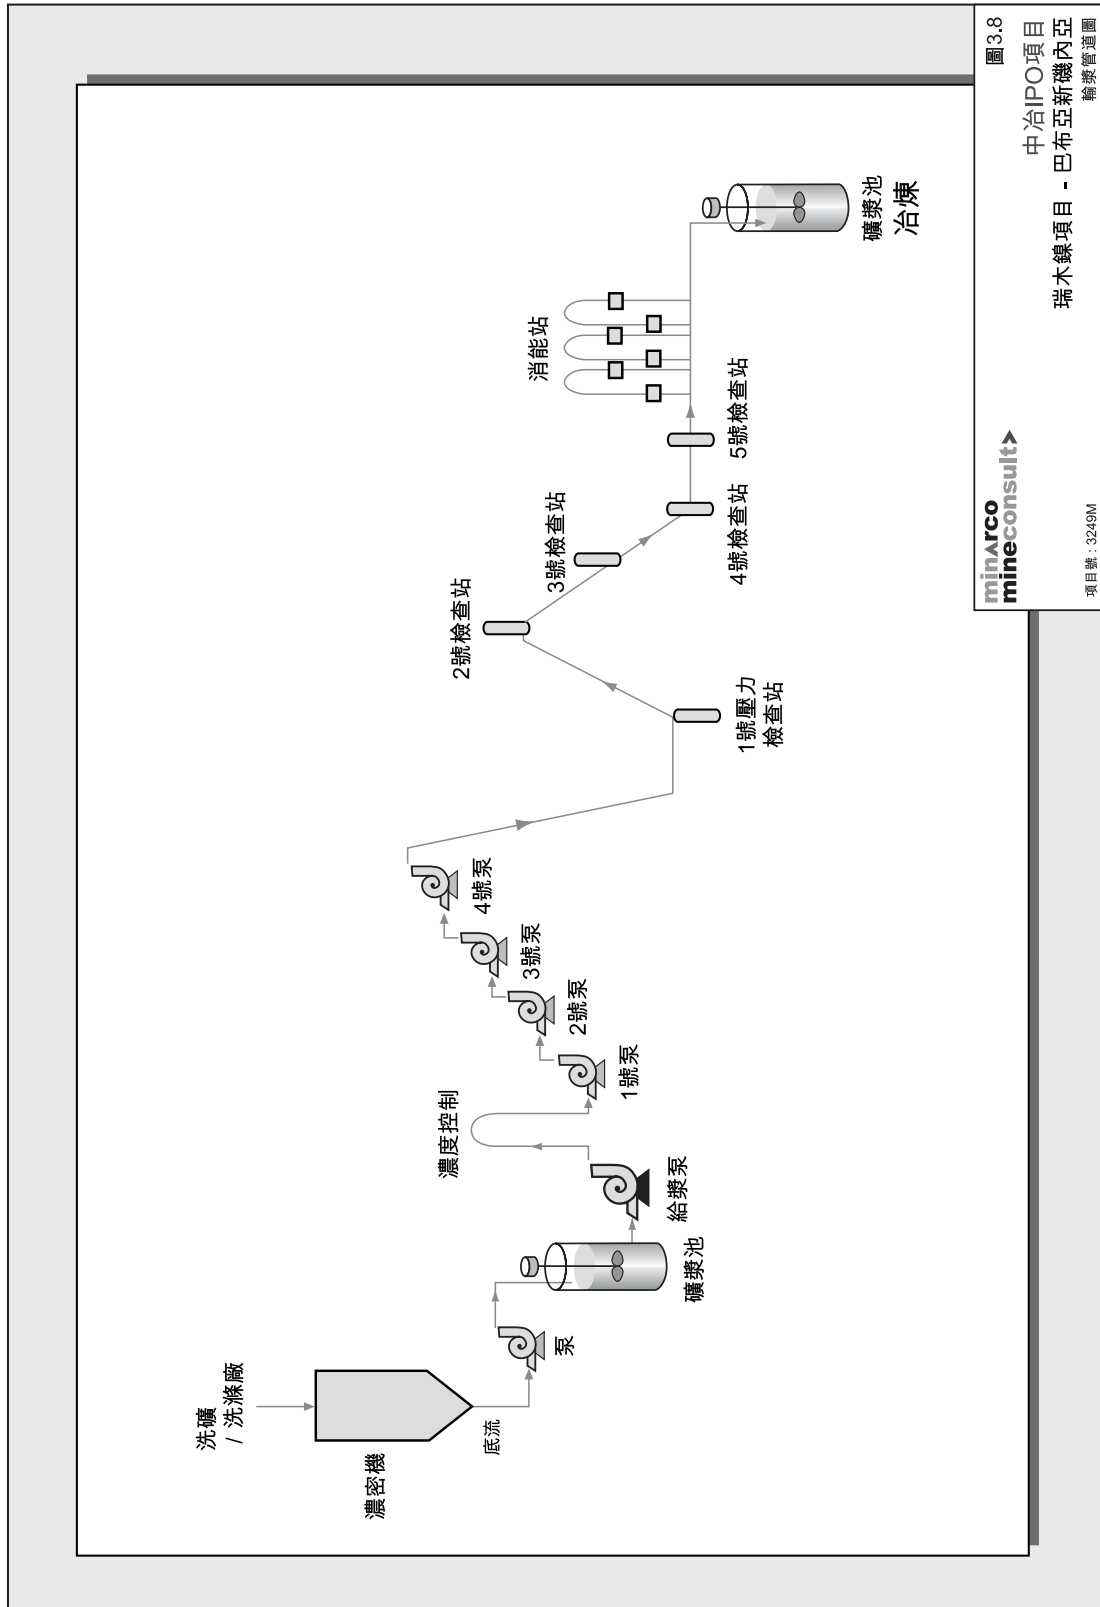 洗礦
/ 洗滌廠
濃密機
底流
泵
礦漿池
給漿泵
濃度控制
1號泵
2號泵
3號泵
4號泵
1號壓力
檢查站
2號檢查站
3號檢查站
4號檢查站
5號檢查站
消能站
礦漿池
冶煉
minarco
mineconsult>
項目號 : 3249M
圖3.8
中冶IPO項目
瑞木鎳項目 - 巴布亞新磯內亞
輸漿管道圖